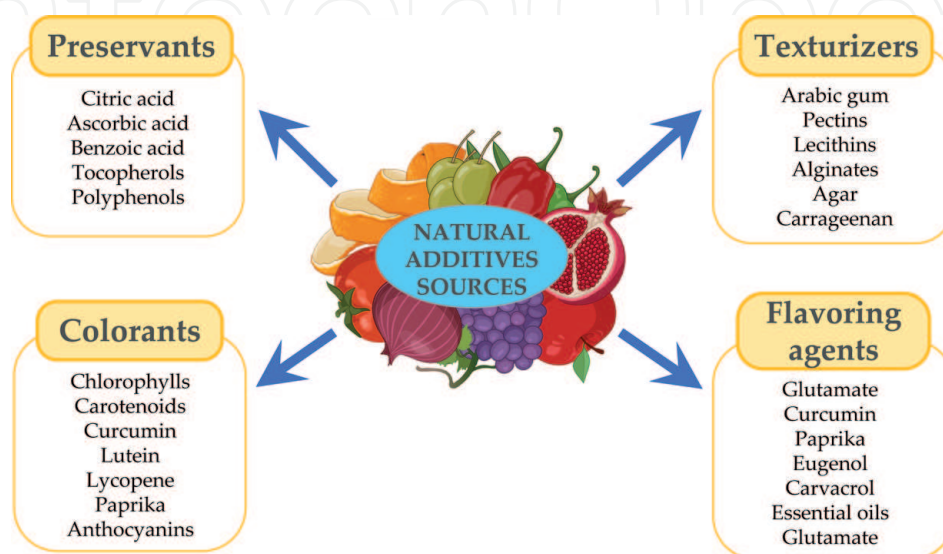 Preservants
Citric acid
Ascorbic acid
Benzoic acid
Tocopherols
Polyphenols
Texturizers
Arabic gum
Pectins
Lecithins
Alginates
Agar
Carrageenan
NATURAL
ADDITIVES
SOURCES
Colorants
Chlorophylls
Carotenoids
Curcumin
Lutein
Lycopene
Paprika
Anthocyanins
Flavoring
agents
Glutamate
Curcumin
Paprika
Eugenol
Carvacrol
Essential oils
Glutamate